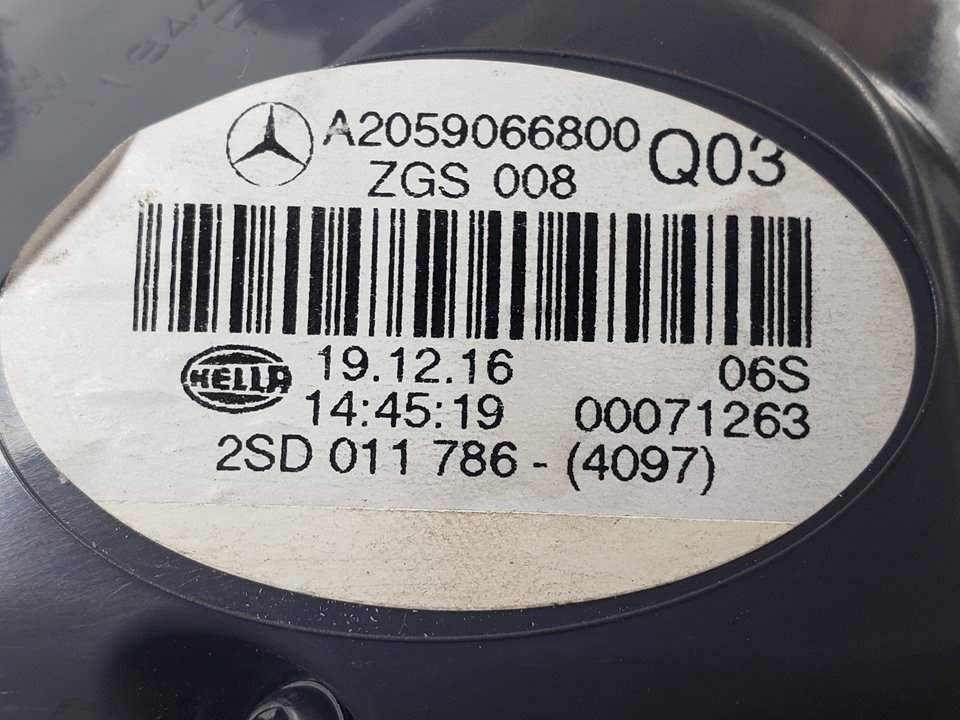 A2059066800 Q03
ZGS 008
HELLA 19.12.16 06S
14:45:19 00071263
2SD 011 786 - (4097)